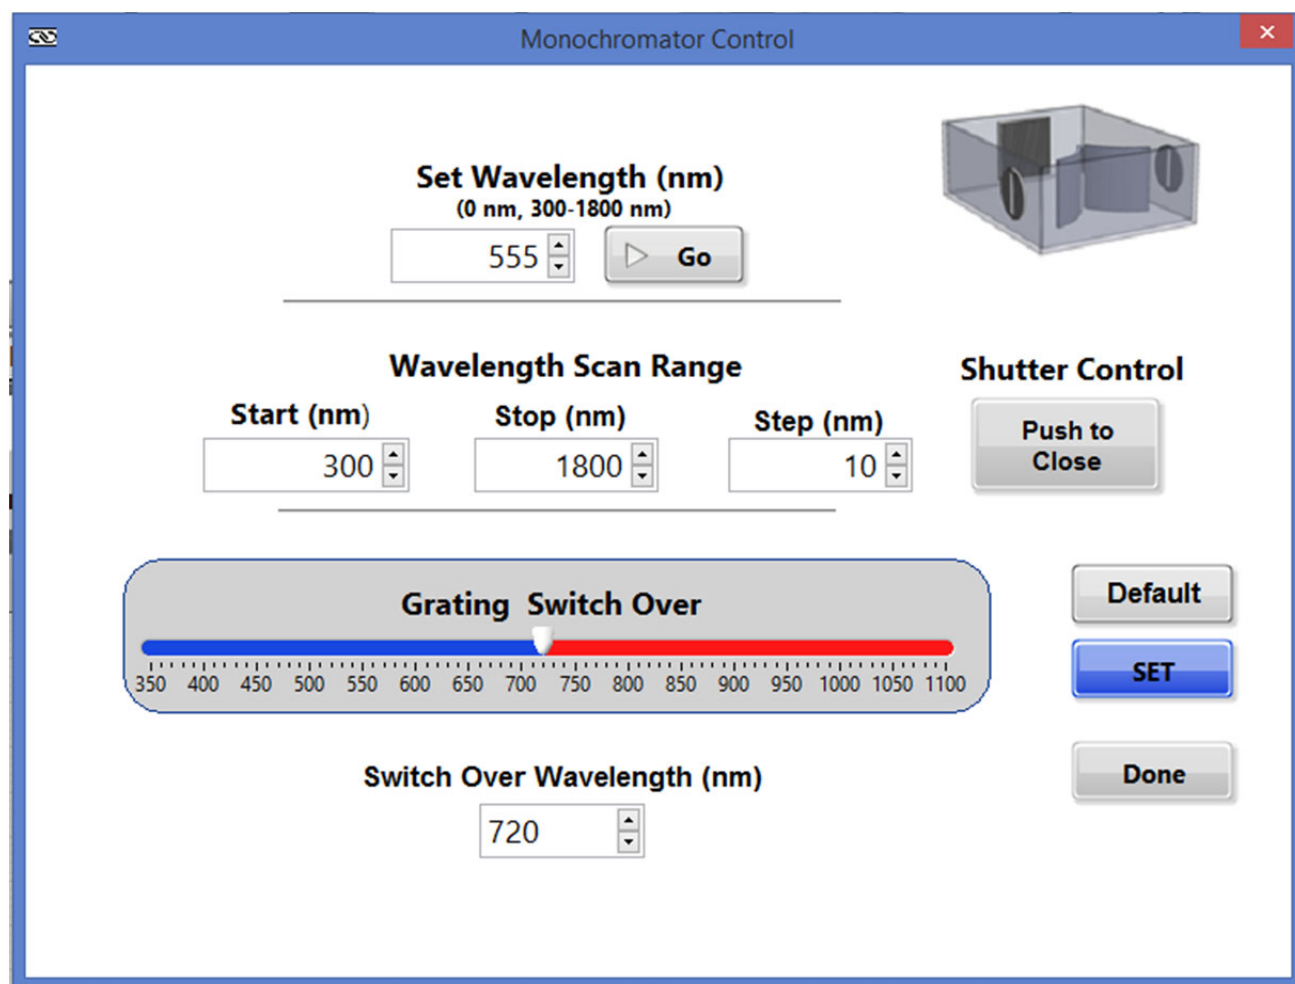 Monochromator Control
Set Wavelength (nm)
(0 nm, 300-1800 nm)
555
Go
Wavelength Scan Range
Start (nm)
Stop (nm)
Step (nm)
300
1800
10
Shutter Control
Push to
Close
Grating Switch Over
350 400 450 500 550 600 650 700 750 800 850 900 950 1000 1050 1100
Default
SET
Done
Switch Over Wavelength (nm)
720